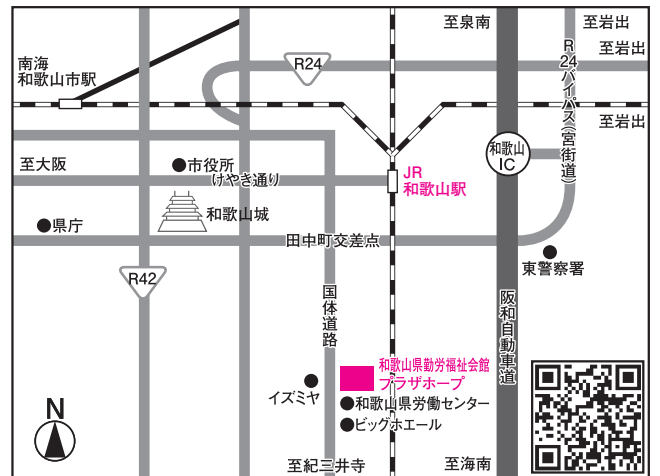 至泉南
至岩出
至岩出
R24
R24バイパス(宮街道)
南海
和歌山市駅
至岩出
至大阪
市役所
けやき通り
JR
和歌山駅
和歌山
IC
和歌山城
県庁
田中町交差点
東警察署
R42
国体道路
阪和自動車道
和歌山県勤労福祉会館
プラザホープ
イズミヤ
和歌山県労働センター
ビッグホエール
N
至紀三井寺
至海南